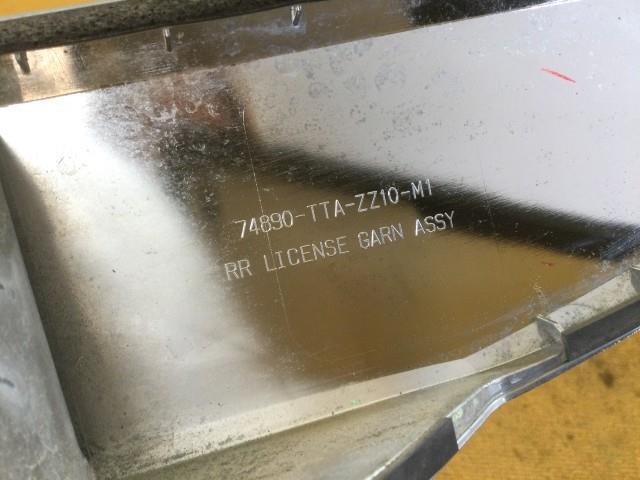 74890-TTA-ZZ10-M1
RR LICENSE GARN ASSY